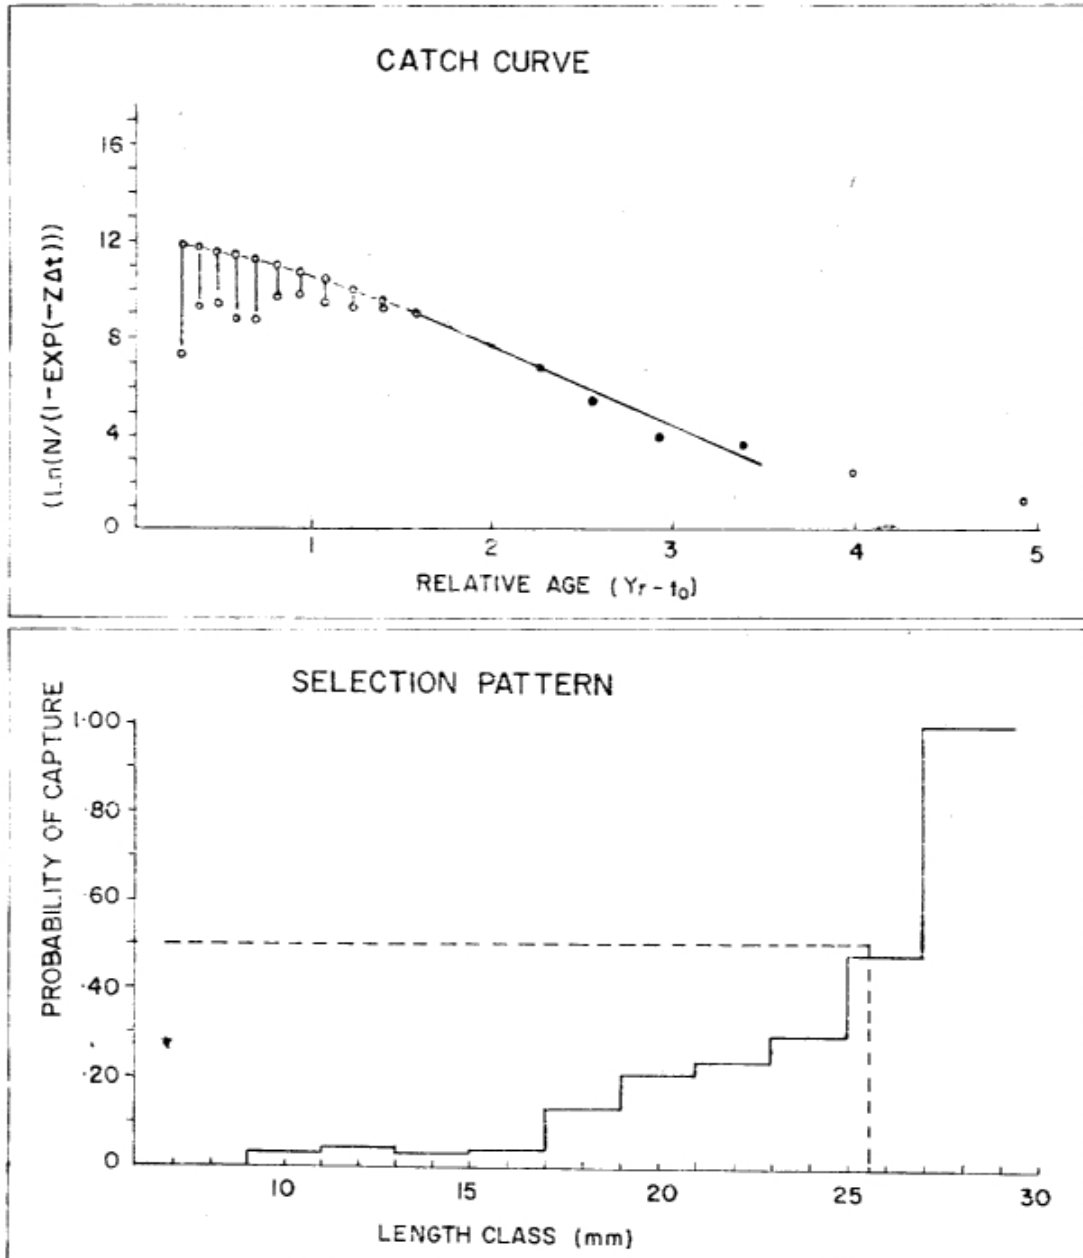 CATCH CURVE
(Ln(N/(1-EXP(-ZΔt)))
16
12
8
4
0
1 2 3 4 5
RELATIVE AGE (Yr-to)
SELECTION PATTERN
PROBABILITY OF CAPTURE
1·00
·80
·60
·40
·20
0
10 15 20 25 30
LENGTH CLASS (mm)